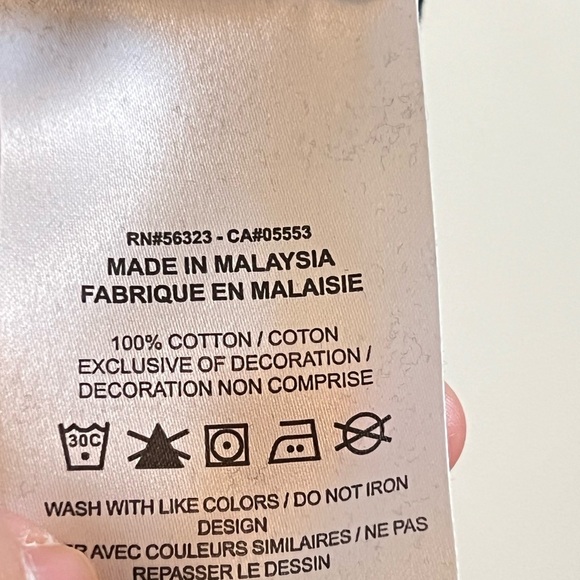 RN#56323 - CA#05553
MADE IN MALAYSIA
FABRIQUE EN MALAISIE
100% COTTON / COTON
EXCLUSIVE OF DECORATION /
DECORATION NON COMPRISE
30C
WASH WITH LIKE COLORS / DO NOT IRON
DESIGN
AVEC COULEURS SIMILAIRES / NE PAS
REPASSER LE DESSIN